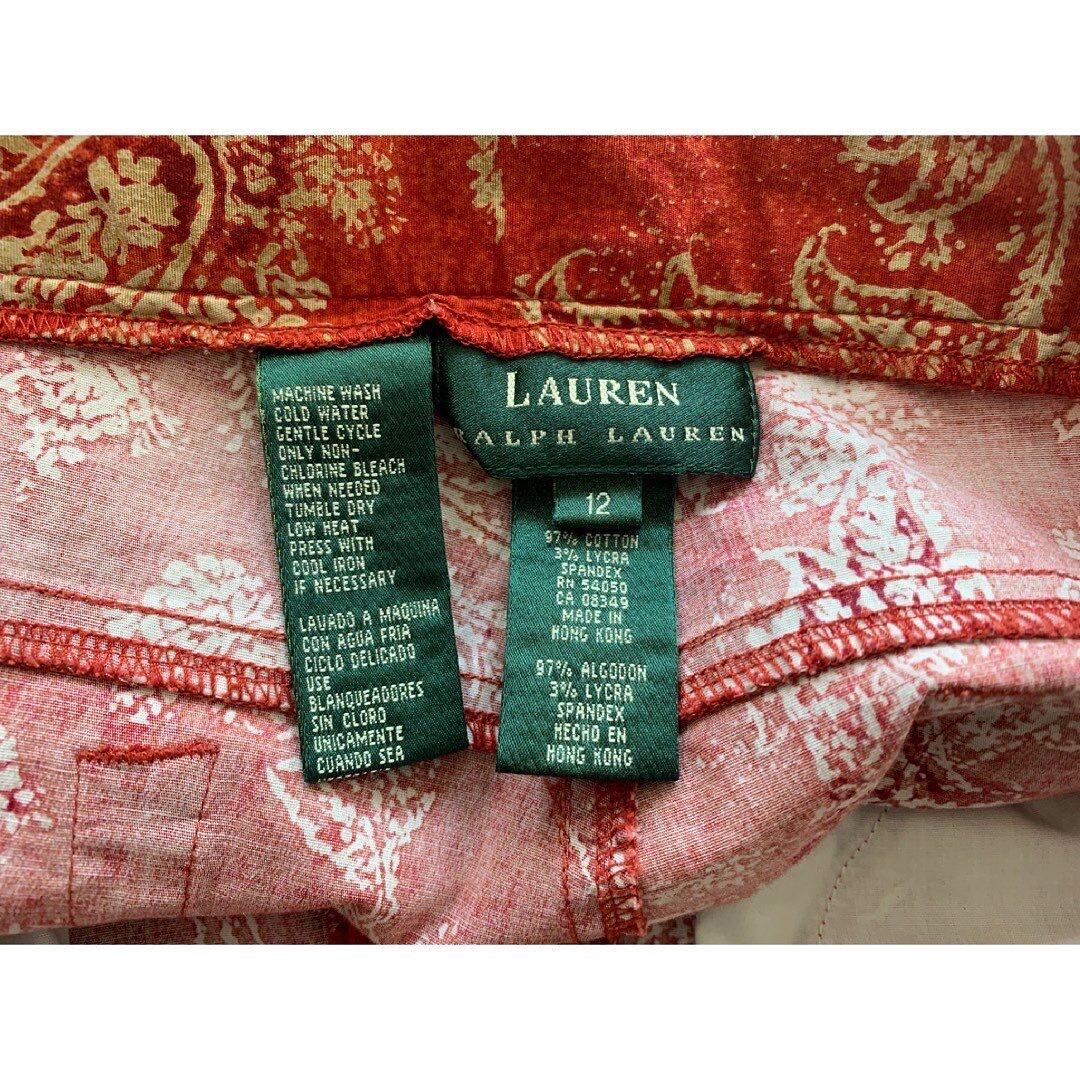 MACHINE WASH
COLD WATER
GENTLE CYCLE
ONLY NON-
CHLORINE BLEACH
WHEN NEEDED
TUMBLE DRY
LOW HEAT
PRESS WITH
COOL IRON
IF NECESSARY
LAVADO A MAQUINA
CON AGUA FRIA
CICLO DELICADO
USE
BLANQUEADORES
SIN CLORO
UNICAMENTE
CUANDO SEA
LAUREN
RALPH LAUREN
12
97% COTTON
3% LYCRA
SPANDEX
RN 54050
CA 08349
MADE IN
HONG KONG
97% ALGODON
3% LYCRA
SPANDEX
HECHO EN
HONG KONG